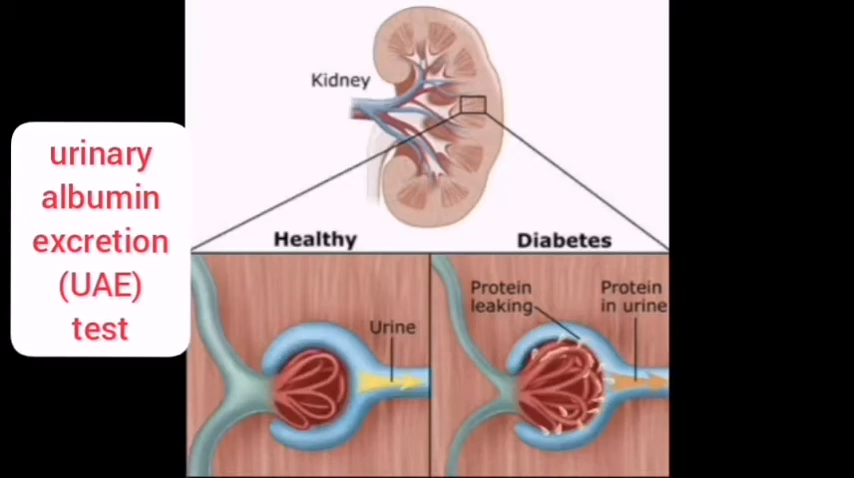 urinary
albumin
excretion
(UAE)
test
Kidney
Healthy
Diabetes
Urine
Protein
leaking
Protein
in urine